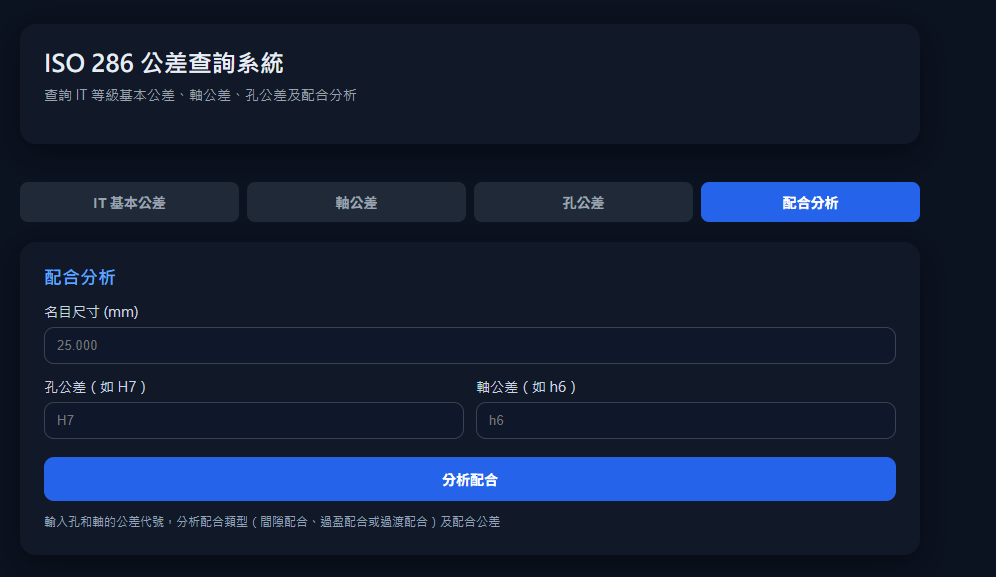 ISO 286 公差查詢系統
查詢 IT 等級基本公差、軸公差、孔公差及配合分析
IT 基本公差
軸公差
孔公差
配合分析
配合分析
名目尺寸 (mm)
25.000
孔公差 ( 如 H7 )
軸公差 ( 如 h6 )
H7
h6
分析配合
輸入孔和軸的公差代號，分析配合類型 ( 間隙配合、過盈配合或過渡配合 ) 及配合公差